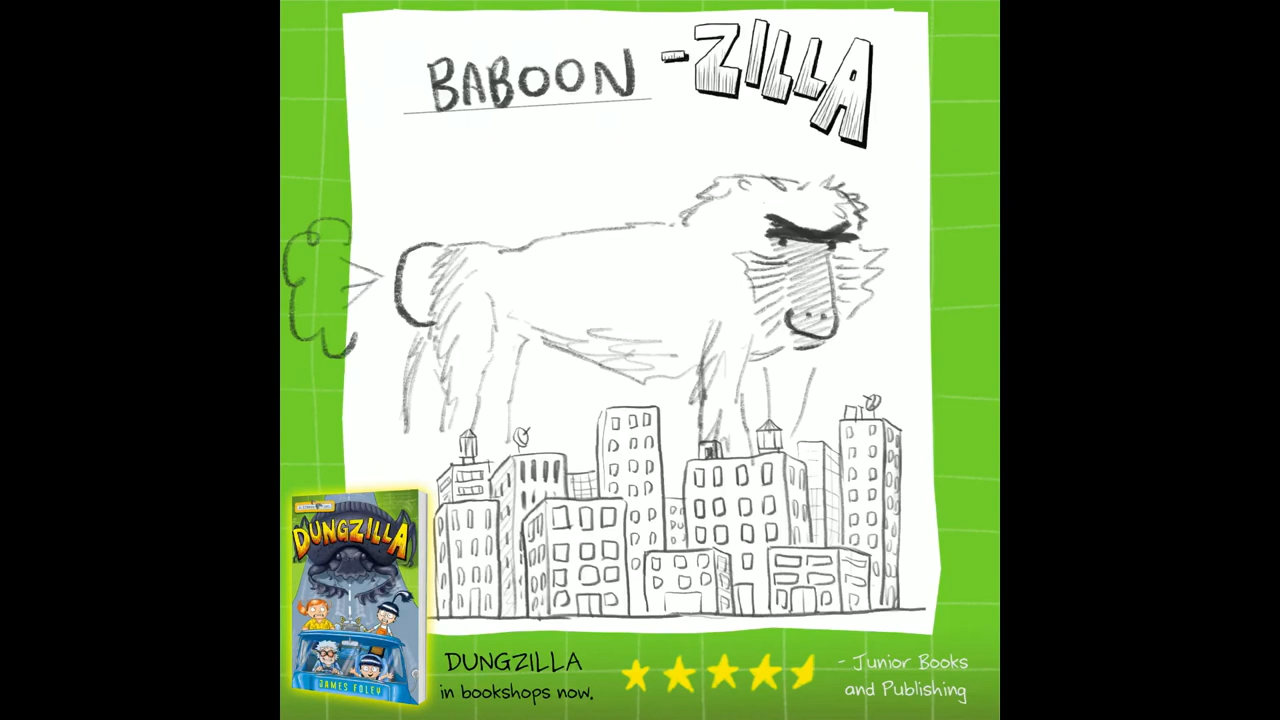 BABOON -ZILLA
DUNGZILLA
JAMES FOLEY
DUNGZILLA
in bookshops now.
- Junior Books
and Publishing